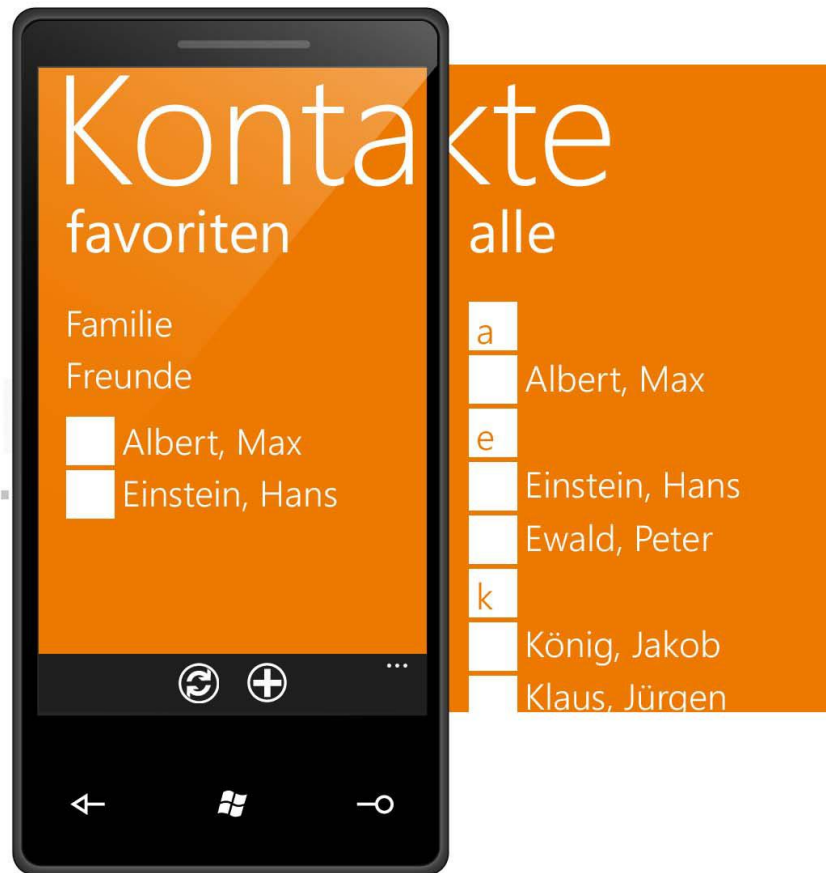 Kontakte
favoriten
Familie
Freunde
Albert, Max
Einstein, Hans
alle
a
Albert, Max
e
Einstein, Hans
Ewald, Peter
k
König, Jakob
Klaus, Jürgen